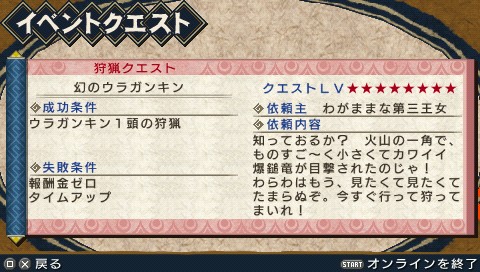 イベントクエスト
狩猟クエスト
幻のウラガンキン
クエストLV★★★★★★★★
成功条件
ウラガンキン1頭の狩猟
失敗条件
報酬金ゼロ
タイムアップ
依頼主 わがままな第三王女
依頼内容
知っておるか? 火山の一角で、
ものすご~く小さくてカワイイ
爆鎚竜が目撃されたのじゃ!
わらわはもう、見たくて見たくて
たまらぬぞ。今すぐ行って狩って
まいれ!
戻る
START オンラインを終了